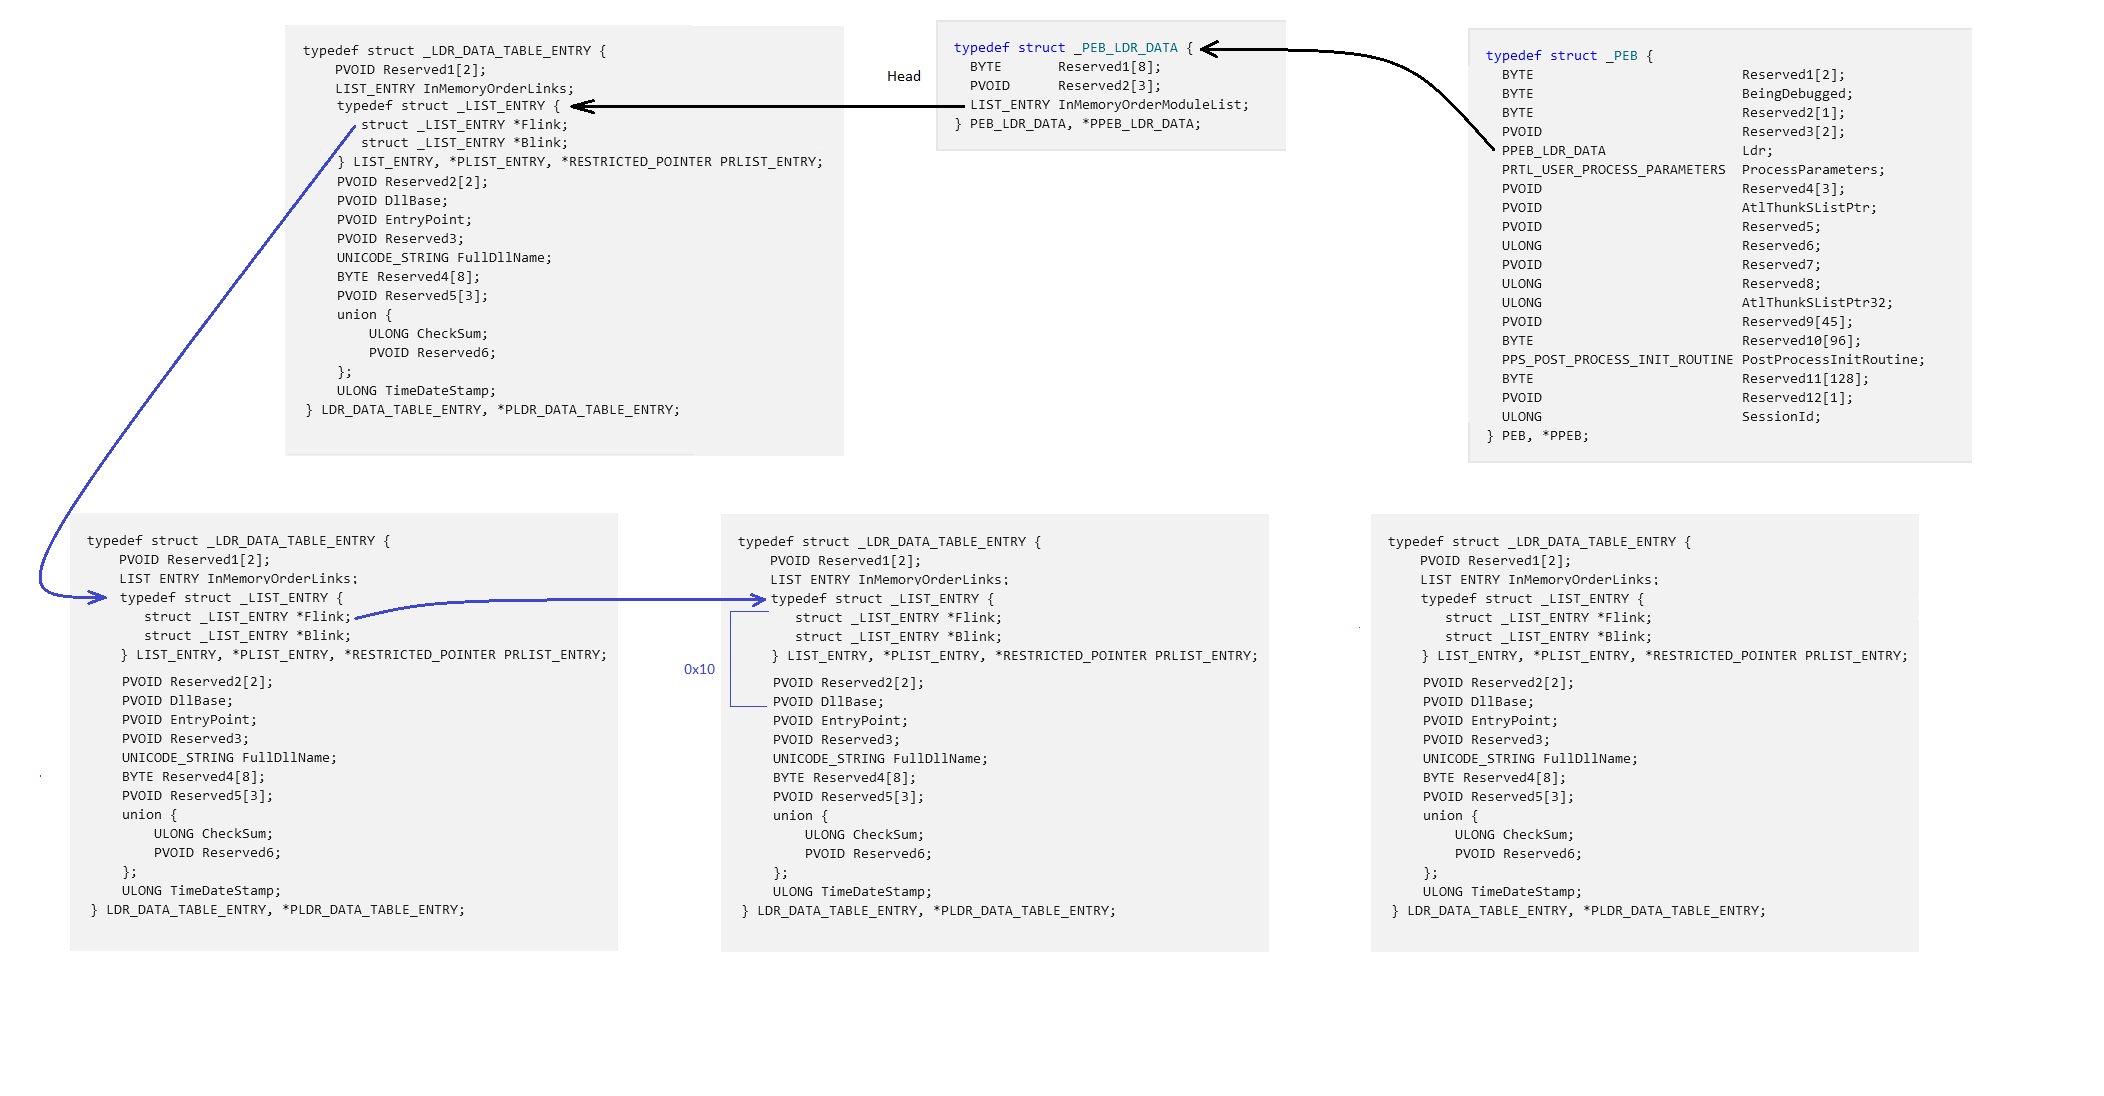 typedef struct _LDR_DATA_TABLE_ENTRY {
PVOID Reserved1[2];
LIST_ENTRY InMemoryOrderLinks;
typedef struct _LIST_ENTRY {
struct _LIST_ENTRY *Flink;
struct _LIST_ENTRY *Blink;
} LIST_ENTRY, *PLIST_ENTRY, *RESTRICTED_POINTER PRLIST_ENTRY;
PVOID Reserved2[2];
PVOID DllBase;
PVOID EntryPoint;
PVOID Reserved3;
UNICODE_STRING FullDllName;
BYTE Reserved4[8];
PVOID Reserved5[3];
union {
ULONG CheckSum;
PVOID Reserved6;
};
ULONG TimeDateStamp;
} LDR_DATA_TABLE_ENTRY, *PLDR_DATA_TABLE_ENTRY;
Head
typedef struct _PEB_LDR_DATA {
BYTE Reserved1[8];
PVOID Reserved2[3];
LIST_ENTRY InMemoryOrderModuleList;
} PEB_LDR_DATA, *PPEB_LDR_DATA;
typedef struct _PEB {
BYTE Reserved1[2];
BYTE BeingDebugged;
BYTE Reserved2[1];
PVOID Reserved3[2];
PPEB_LDR_DATA Ldr;
PRTL_USER_PROCESS_PARAMETERS ProcessParameters;
PVOID Reserved4[3];
PVOID AtlThunkSListPtr;
PVOID Reserved5;
ULONG Reserved6;
PVOID Reserved7;
ULONG Reserved8;
ULONG AtlThunkSListPtr32;
PVOID Reserved9[45];
BYTE Reserved10[96];
PPS_POST_PROCESS_INIT_ROUTINE PostProcessInitRoutine;
BYTE Reserved11[128];
PVOID Reserved12[1];
ULONG SessionId;
} PEB, *PPEB;
typedef struct _LDR_DATA_TABLE_ENTRY {
PVOID Reserved1[2];
LIST ENTRY InMemoryOrderLinks;
typedef struct _LIST_ENTRY {
struct _LIST_ENTRY *Flink;
struct _LIST_ENTRY *Blink;
} LIST_ENTRY, *PLIST_ENTRY, *RESTRICTED_POINTER PRLIST_ENTRY;
PVOID Reserved2[2];
PVOID DllBase;
PVOID EntryPoint;
PVOID Reserved3;
UNICODE_STRING FullDllName;
BYTE Reserved4[8];
PVOID Reserved5[3];
union {
ULONG CheckSum;
PVOID Reserved6;
};
ULONG TimeDateStamp;
} LDR_DATA_TABLE_ENTRY, *PLDR_DATA_TABLE_ENTRY;
0x10
typedef struct _LDR_DATA_TABLE_ENTRY {
PVOID Reserved1[2];
LIST ENTRY InMemoryOrderLinks;
typedef struct _LIST_ENTRY {
struct _LIST_ENTRY *Flink;
struct _LIST_ENTRY *Blink;
} LIST_ENTRY, *PLIST_ENTRY, *RESTRICTED_POINTER PRLIST_ENTRY;
PVOID Reserved2[2];
PVOID DllBase;
PVOID EntryPoint;
PVOID Reserved3;
UNICODE_STRING FullDllName;
BYTE Reserved4[8];
PVOID Reserved5[3];
union {
ULONG CheckSum;
PVOID Reserved6;
};
ULONG TimeDateStamp;
} LDR_DATA_TABLE_ENTRY, *PLDR_DATA_TABLE_ENTRY;
typedef struct _LDR_DATA_TABLE_ENTRY {
PVOID Reserved1[2];
LIST ENTRY InMemoryOrderLinks;
typedef struct _LIST_ENTRY {
struct _LIST_ENTRY *Flink;
struct _LIST_ENTRY *Blink;
} LIST_ENTRY, *PLIST_ENTRY, *RESTRICTED_POINTER PRLIST_ENTRY;
PVOID Reserved2[2];
PVOID DllBase;
PVOID EntryPoint;
PVOID Reserved3;
UNICODE_STRING FullDllName;
BYTE Reserved4[8];
PVOID Reserved5[3];
union {
ULONG CheckSum;
PVOID Reserved6;
};
ULONG TimeDateStamp;
} LDR_DATA_TABLE_ENTRY, *PLDR_DATA_TABLE_ENTRY;